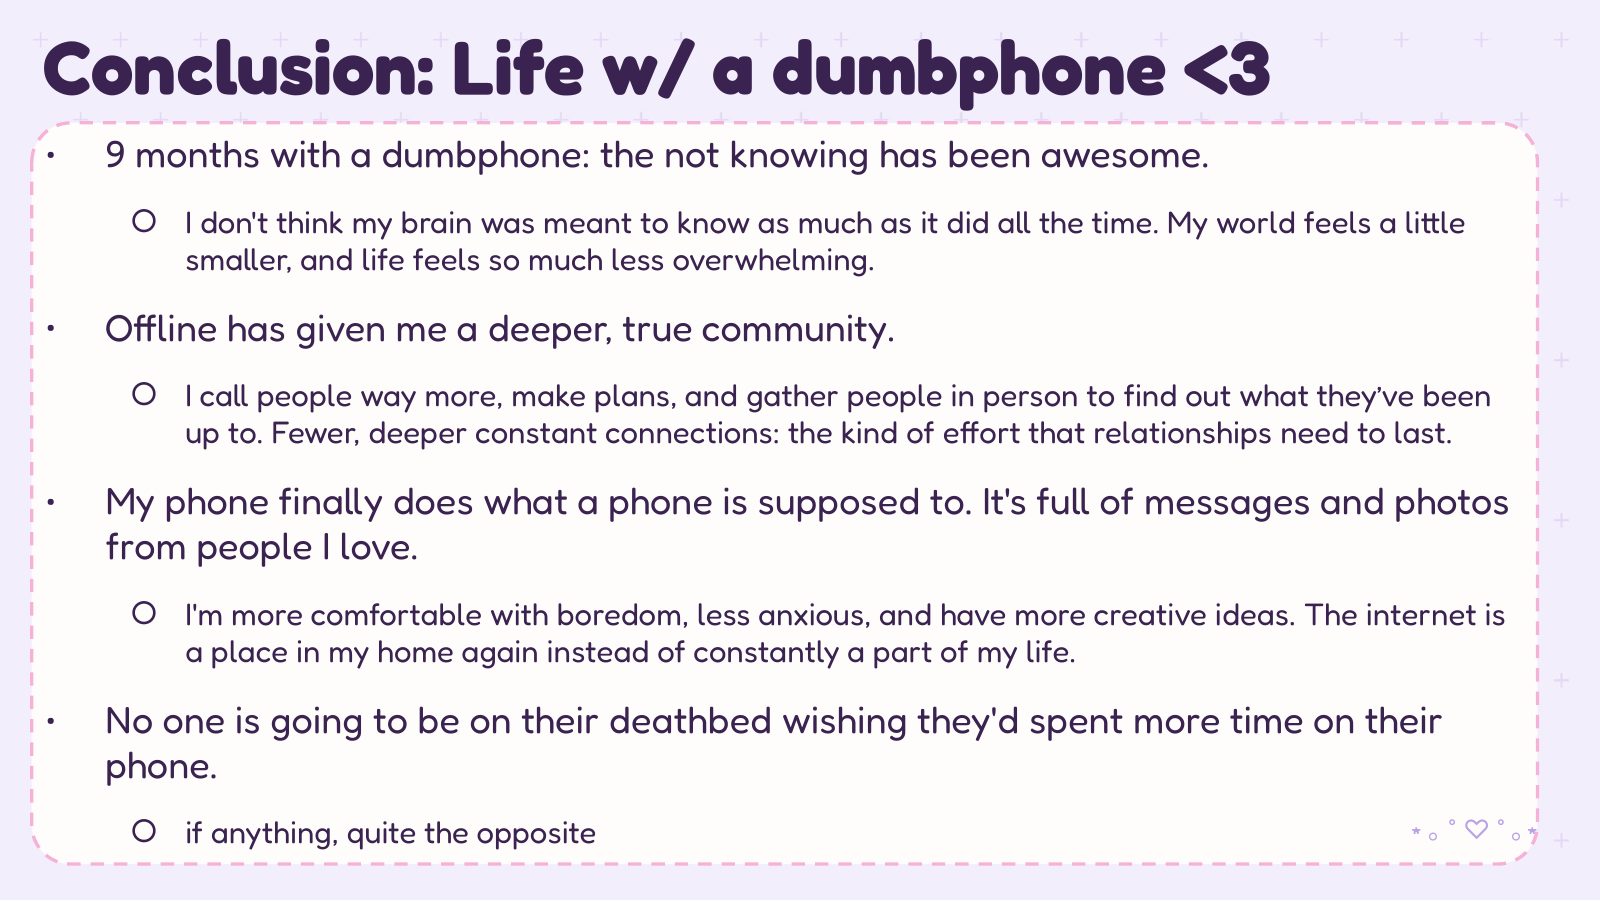 Conclusion: Life w/ a dumbphone <3
• 9 months with a dumbphone: the not knowing has been awesome.
○ I don't think my brain was meant to know as much as it did all the time. My world feels a little
smaller, and life feels so much less overwhelming.
• Offline has given me a deeper, true community.
○ I call people way more, make plans, and gather people in person to find out what they’ve been
up to. Fewer, deeper constant connections: the kind of effort that relationships need to last.
• My phone finally does what a phone is supposed to. It's full of messages and photos
from people I love.
○ I'm more comfortable with boredom, less anxious, and have more creative ideas. The internet is
a place in my home again instead of constantly a part of my life.
• No one is going to be on their deathbed wishing they'd spent more time on their
phone.
○ if anything, quite the opposite